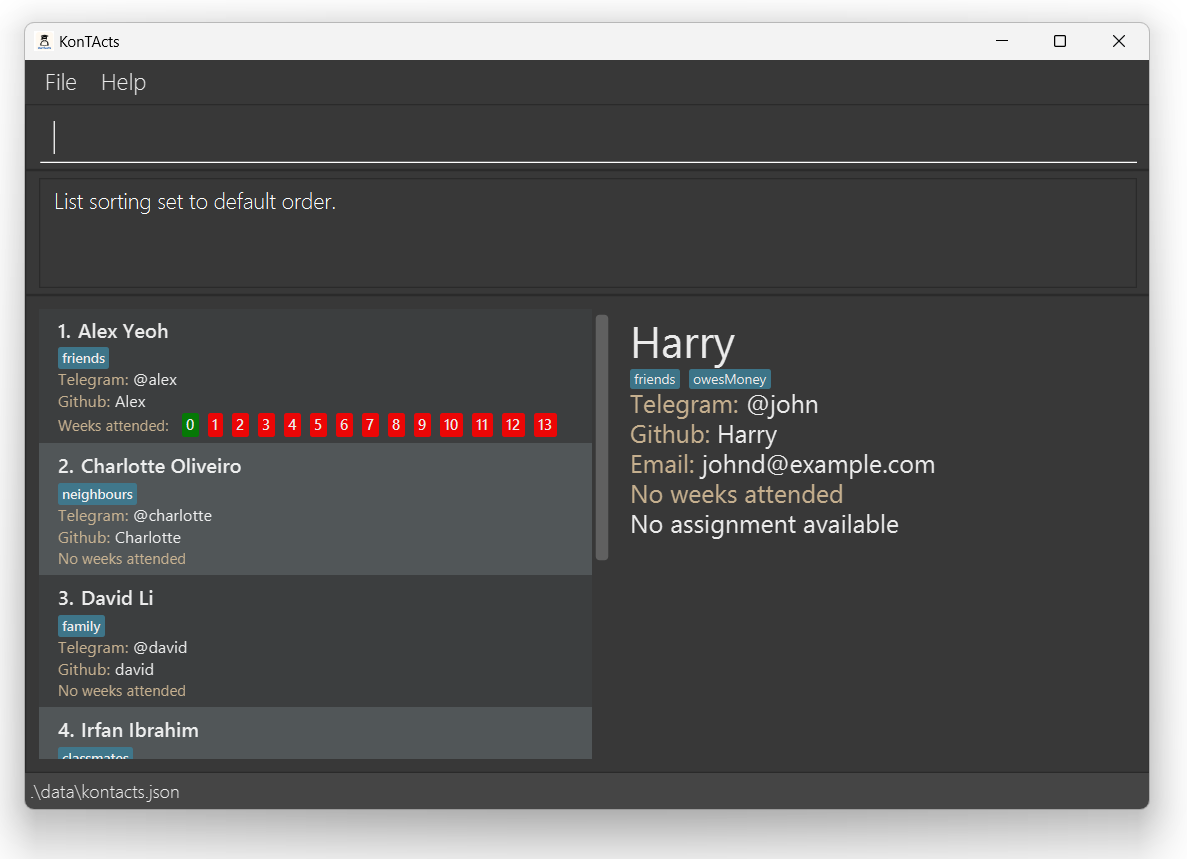 KonTActs
File Help
List sorting set to default order.
1. Alex Yeoh
friends
Telegram: @alex
Github: Alex
Weeks attended: 0 1 2 3 4 5 6 7 8 9 10 11 12 13
2. Charlotte Oliveiro
neighbours
Telegram: @charlotte
Github: Charlotte
No weeks attended
3. David Li
family
Telegram: @david
Github: david
No weeks attended
4. Irfan Ibrahim
classmates
Harry
friends owesMoney
Telegram: @john
Github: Harry
Email: johnd@example.com
No weeks attended
No assignment available
.\data\kontacts.json